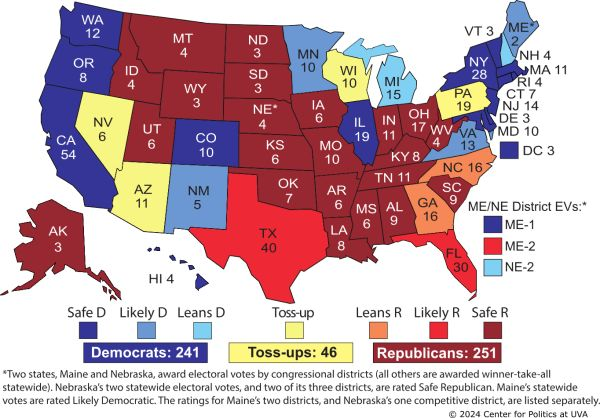 WA
12
OR
8
CA
54
NV
6
ID
4
MT
4
WY
3
UT
6
AZ
11
CO
10
NM
5
ND
3
SD
3
NE*
4
KS
6
OK
7
TX
40
MN
10
IA
6
MO
10
AR
6
LA
8
WI
10
IL
19
MI
15
IN
11
OH
17
KY 8
TN 11
MS
6
AL
9
GA
16
FL
30
SC
9
NC 16
VA
13
WV
4
PA
19
NY
28
VT 3
ME*
2
NH 4
MA 11
RI 4
CT 7
NJ 14
DE 3
MD 10
DC 3
AK
3
HI 4
ME/NE District EVs:*
ME-1
ME-2
NE-2
Safe D Likely D Leans D Toss-up Leans R Likely R Safe R
Democrats: 241 Toss-ups: 46 Republicans: 251
*Two states, Maine and Nebraska, award electoral votes by congressional districts (all others are awarded winner-take-all
statewide). Nebraska's two statewide electoral votes, and two of its three districts, are rated Safe Republican. Maine's statewide
votes are rated Likely Democratic. The ratings for Maine's two districts, and Nebraska's one competitive district, are listed separately.
© 2024 Center for Politics at UVA